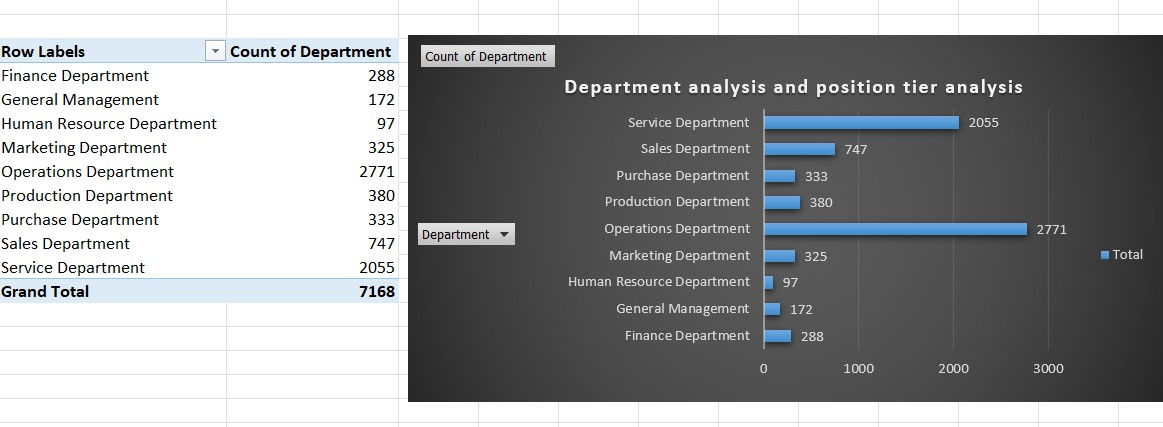 Row Labels Count of Department
Finance Department 288
General Management 172
Human Resource Department 97
Marketing Department 325
Operations Department 2771
Production Department 380
Purchase Department 333
Sales Department 747
Service Department 2055
Grand Total 7168
Count of Department
Department analysis and position tier analysis
Service Department 2055
Sales Department 747
Purchase Department 333
Production Department 380
Department
Operations Department 2771
Marketing Department 325
Total
Human Resource Department 97
General Management 172
Finance Department 288
0 1000 2000 3000